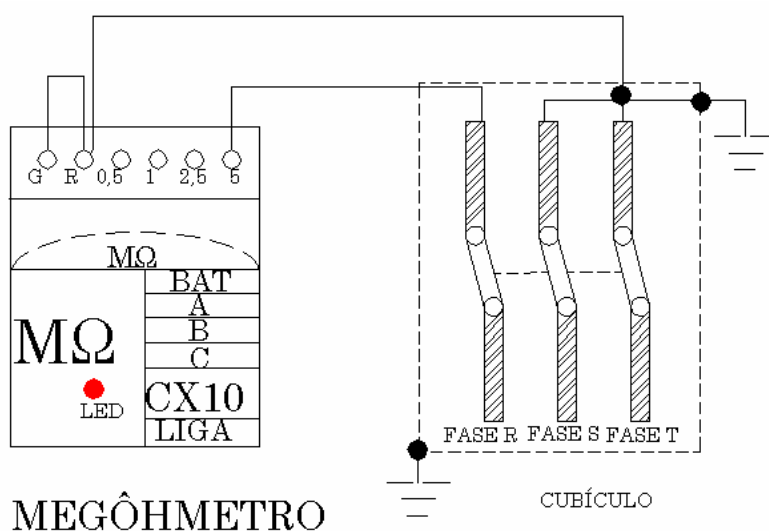 G R 0,5 1 2,5 5
MΩ
BAT
A
B
C
MΩ
CX10
LED
LIGA
FASE R FASE S FASE T
CUBÍCULO
MEGÔHMETRO